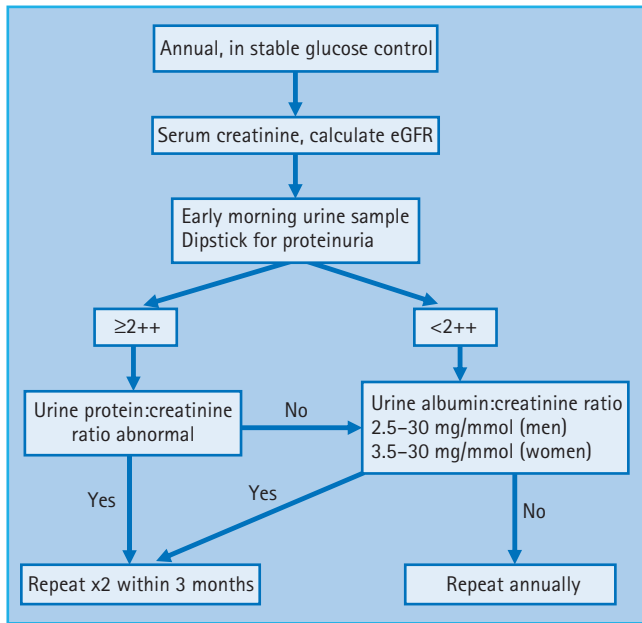 Annual, in stable glucose control
Serum creatinine, calculate eGFR
Early morning urine sample
Dipstick for proteinuria
≥2++
<2++
Urine protein:creatinine
ratio abnormal
No
Urine albumin:creatinine ratio
2.5–30 mg/mmol (men)
3.5–30 mg/mmol (women)
Yes
Yes
No
Repeat x2 within 3 months
Repeat annually